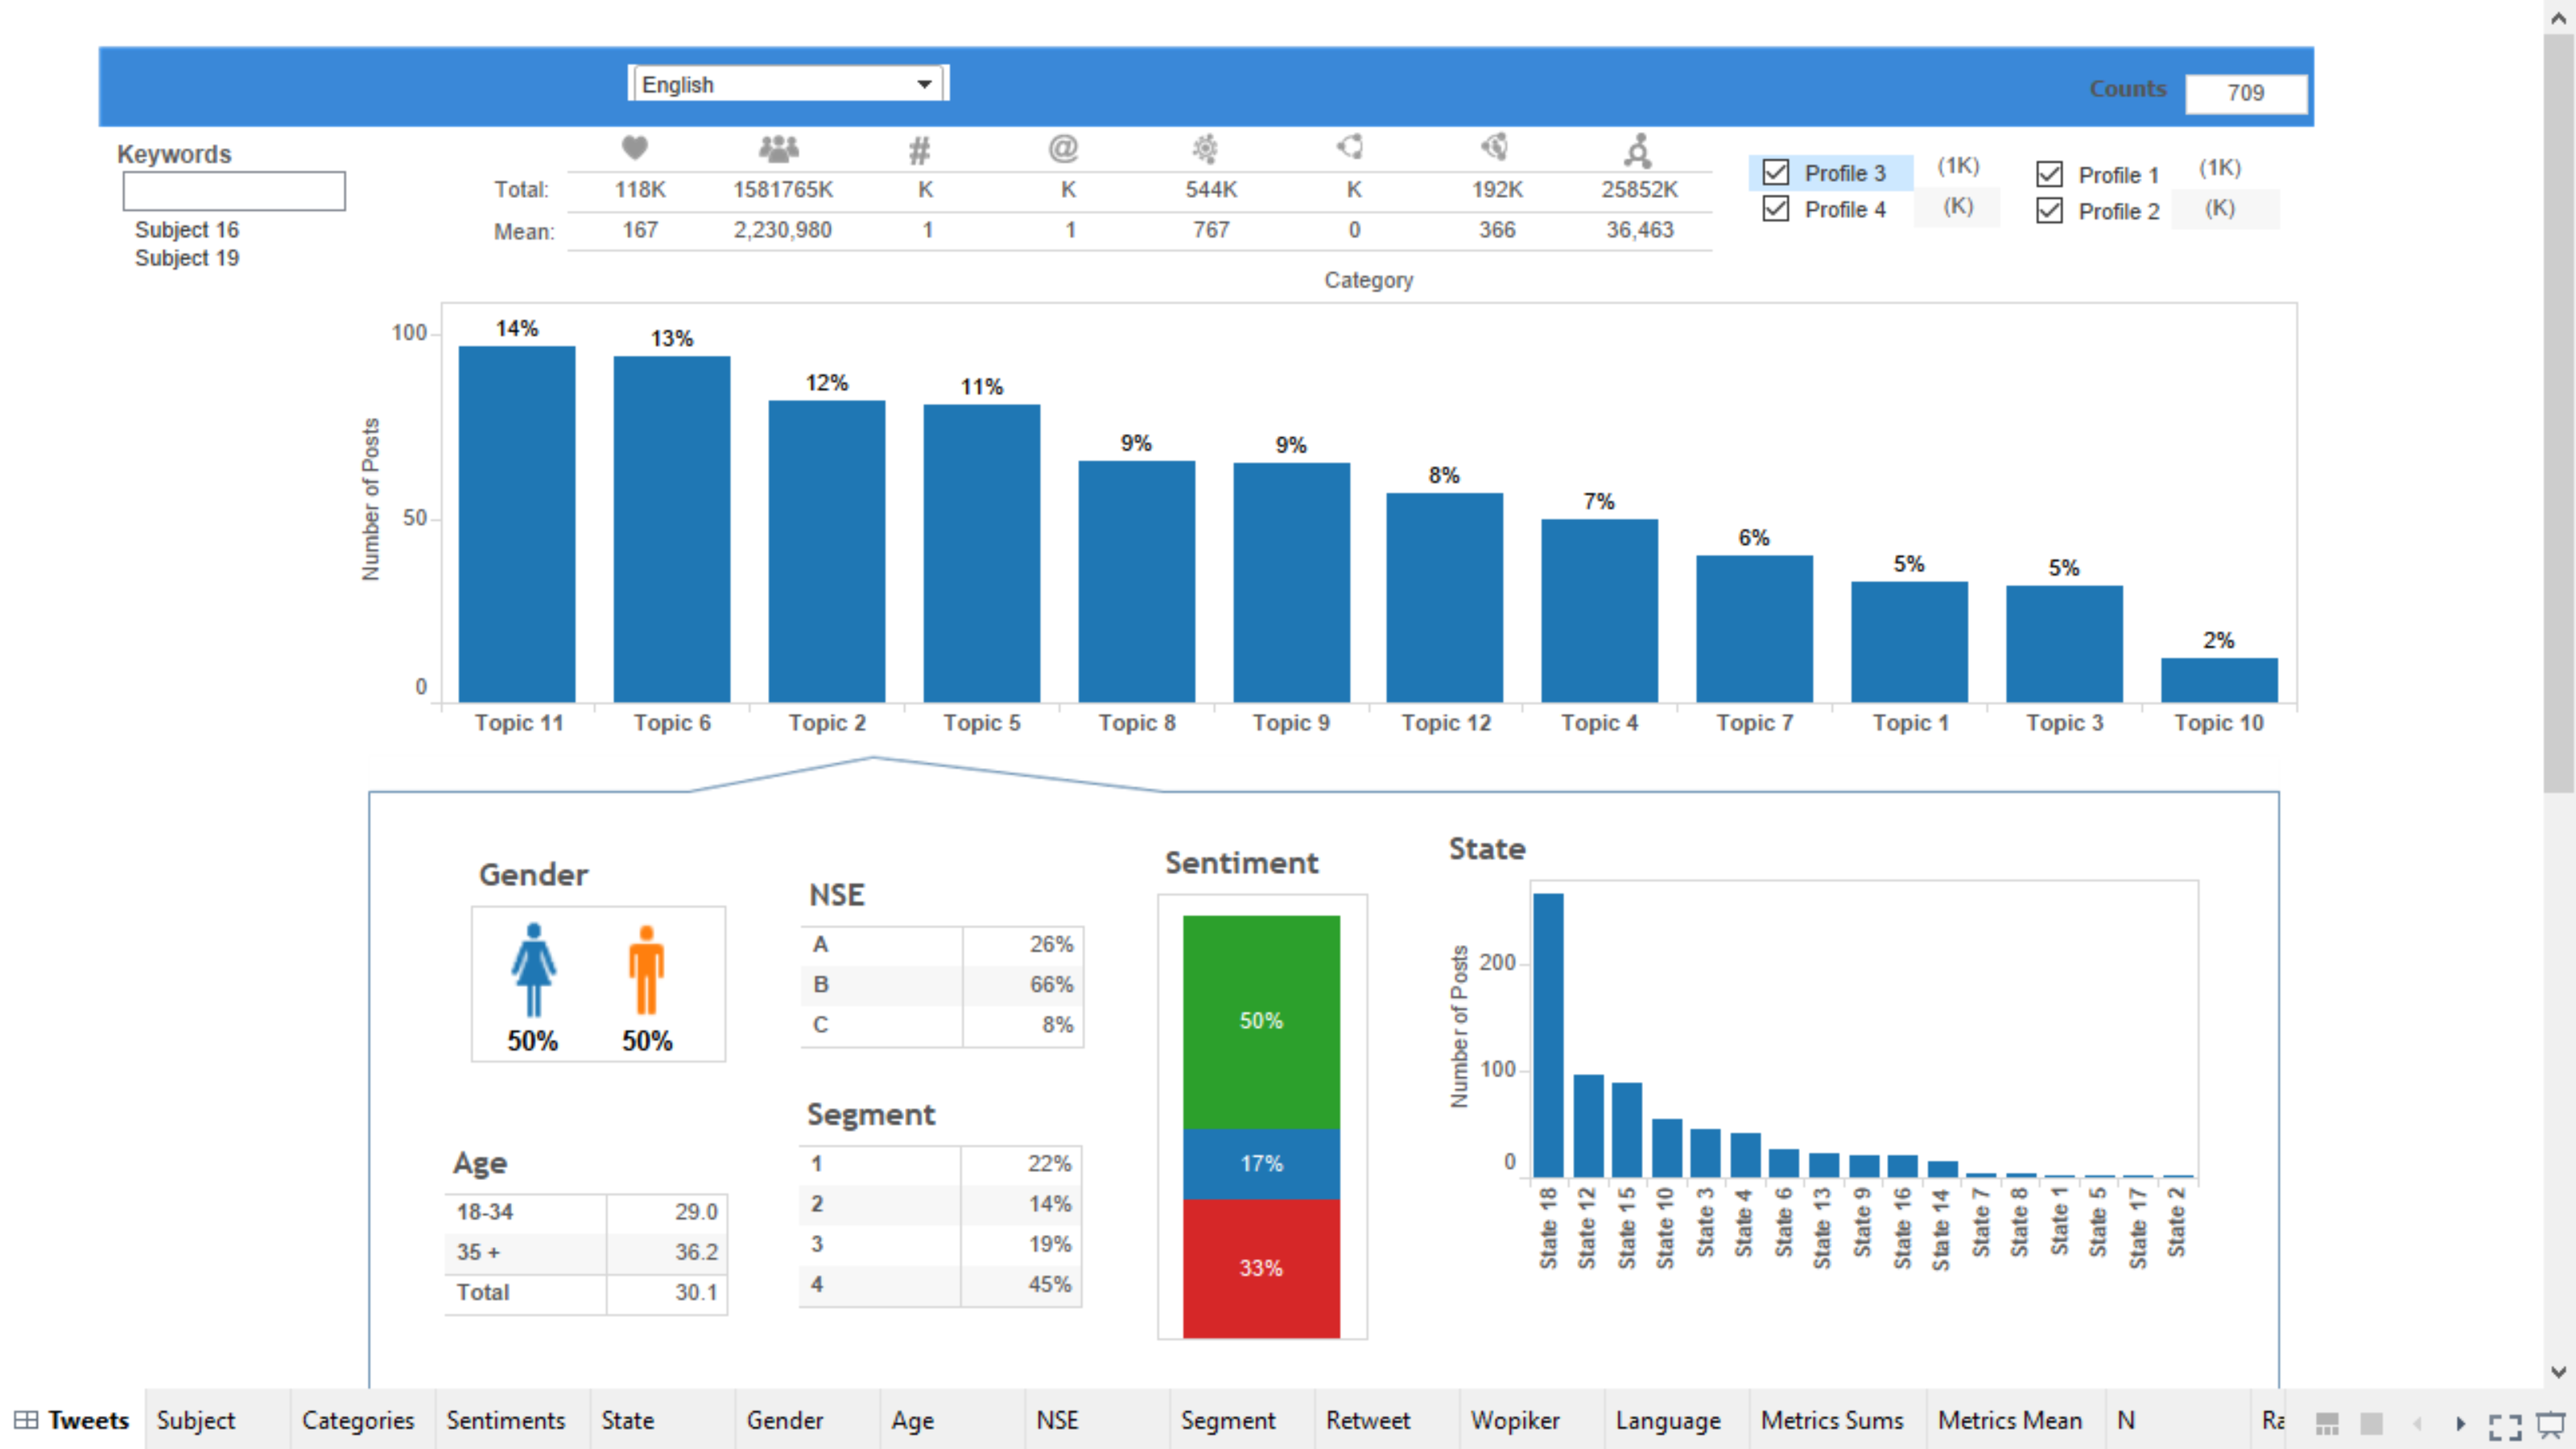 English
Counts 709
Keywords
Subject 16
Subject 19
#
@
Total: 118K 1581765K K K 544K K 192K 25852K
Mean: 167 2,230,980 1 1 767 0 366 36,463
Profile 3 (1K) Profile 1 (1K)
Profile 4 (K) Profile 2 (K)
Category
Number of Posts
100
50
0
14% 13% 12% 11% 9% 9% 8% 7% 6% 5% 5% 2%
Topic 11 Topic 6 Topic 2 Topic 5 Topic 8 Topic 9 Topic 12 Topic 4 Topic 7 Topic 1 Topic 3 Topic 10
Gender
50% 50%
Age
18-34 29.0
35 + 36.2
Total 30.1
NSE
A 26%
B 66%
C 8%
Segment
1 22%
2 14%
3 19%
4 45%
Sentiment
50%
17%
33%
State
Number of Posts
200
100
0
State 18 State 12 State 15 State 10 State 3 State 4 State 6 State 13 State 9 State 16 State 14 State 7 State 8 State 1 State 5 State 17 State 2
Tweets Subject Categories Sentiments State Gender Age NSE Segment Retweet Wopiker Language Metrics Sums Metrics Mean N Ra